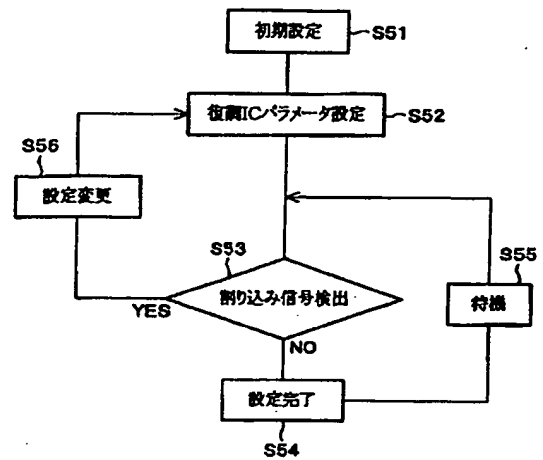 初期設定
S51
復調ICパラメータ設定
S52
S56
設定変更
S53
割り込み信号検出
YES
NO
S55
待機
設定完了
S54